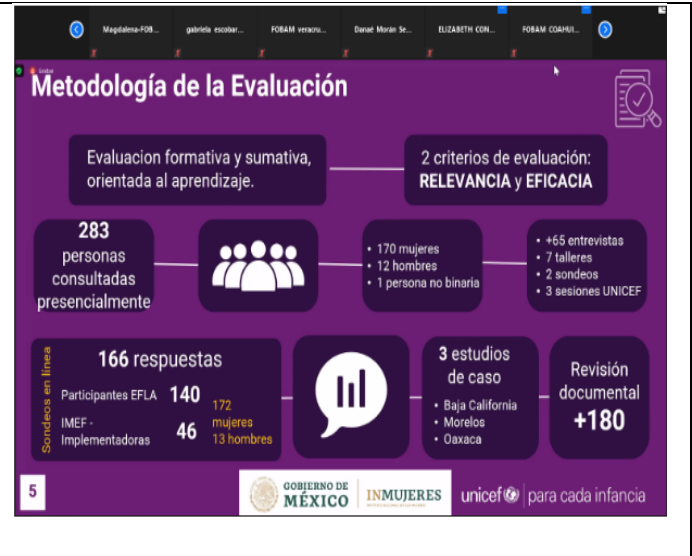 Magdalena-FOB...
gabriela escobar...
FOBAM veracru...
Danaé Morán Se...
ELIZABETH CON...
FOBAM COAHUI...
Metodología de la Evaluación
Evaluacion formativa y sumativa,
orientada al aprendizaje.
2 criterios de evaluación:
RELEVANCIA y EFICACIA
283
personas
consultadas
presencialmente
• 170 mujeres
• 12 hombres
• 1 persona no binaria
• +65 entrevistas
• 7 talleres
• 2 sondeos
• 3 sesiones UNICEF
Sondeos en línea
166 respuestas
Participantes EFLA 140
IMEF -
Implementadoras 46
172
mujeres
13 hombres
3 estudios
de caso
• Baja California
• Morelos
• Oaxaca
Revisión
documental
+180
5
GOBIERNO DE
MÉXICO
INMUJERES
unicef para cada infancia